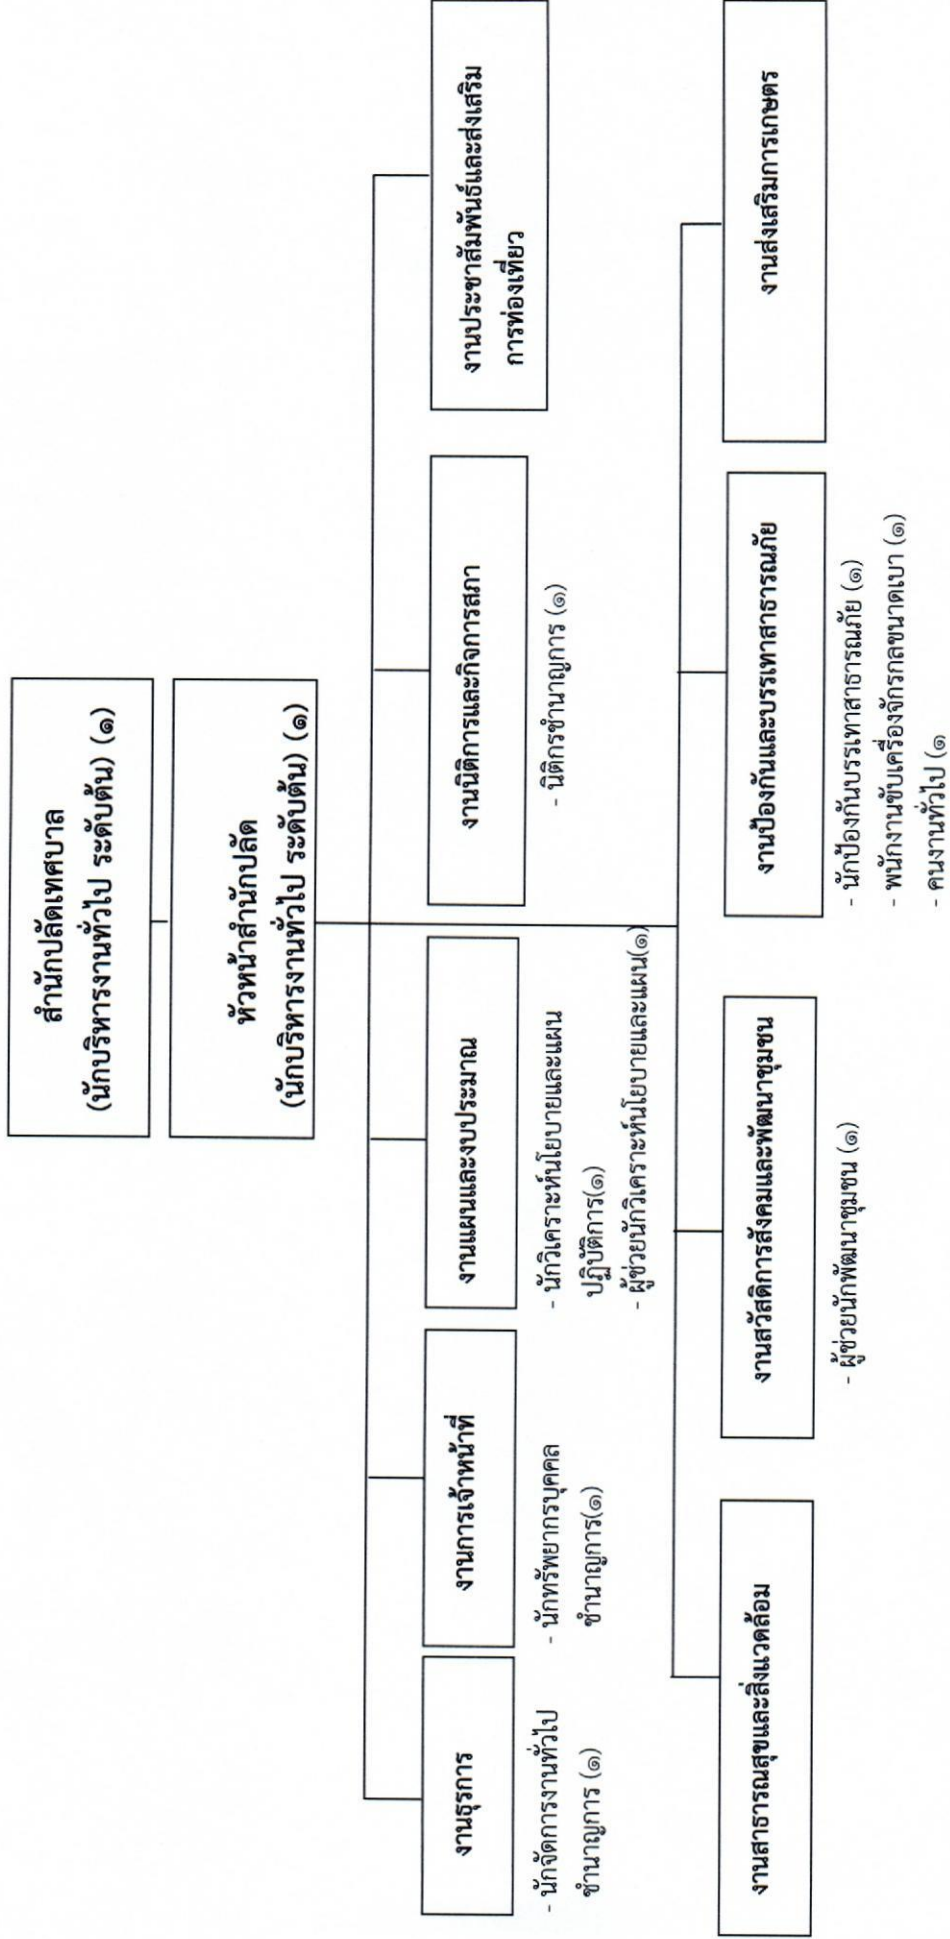 สำนักปลัดเทศบาล
(นักบริหารงานทั่วไป ระดับต้น) (๑)
หัวหน้าสำนักปลัด
(นักบริหารงานทั่วไป ระดับต้น) (๑)
งานธุรการ
- นักจัดการงานทั่วไป
ชำนาญการ (๑)
งานการเจ้าหน้าที่
- นักทรัพยากรบุคคล
ชำนาญการ(๑)
งานแผนและงบประมาณ
- นักวิเคราะห์นโยบายและแผน
ปฏิบัติการ(๑)
- ผู้ช่วยนักวิเคราะห์นโยบายและแผน(๑)
งานนิติการและกิจการสภา
- นิติกรชำนาญการ (๑)
งานประชาสัมพันธ์และส่งเสริม
การท่องเที่ยว
งานสาธารณสุขและสิ่งแวดล้อม
งานสวัสดิการสังคมและพัฒนาชุมชน
- ผู้ช่วยนักพัฒนาชุมชน (๑)
งานป้องกันและบรรเทาสาธารณภัย
- นักป้องกันบรรเทาสาธารณภัย (๑)
- พนักงานขับเครื่องจักรกลขนาดเบา (๑)
- คนงานทั่วไป (๑
งานส่งเสริมการเกษตร